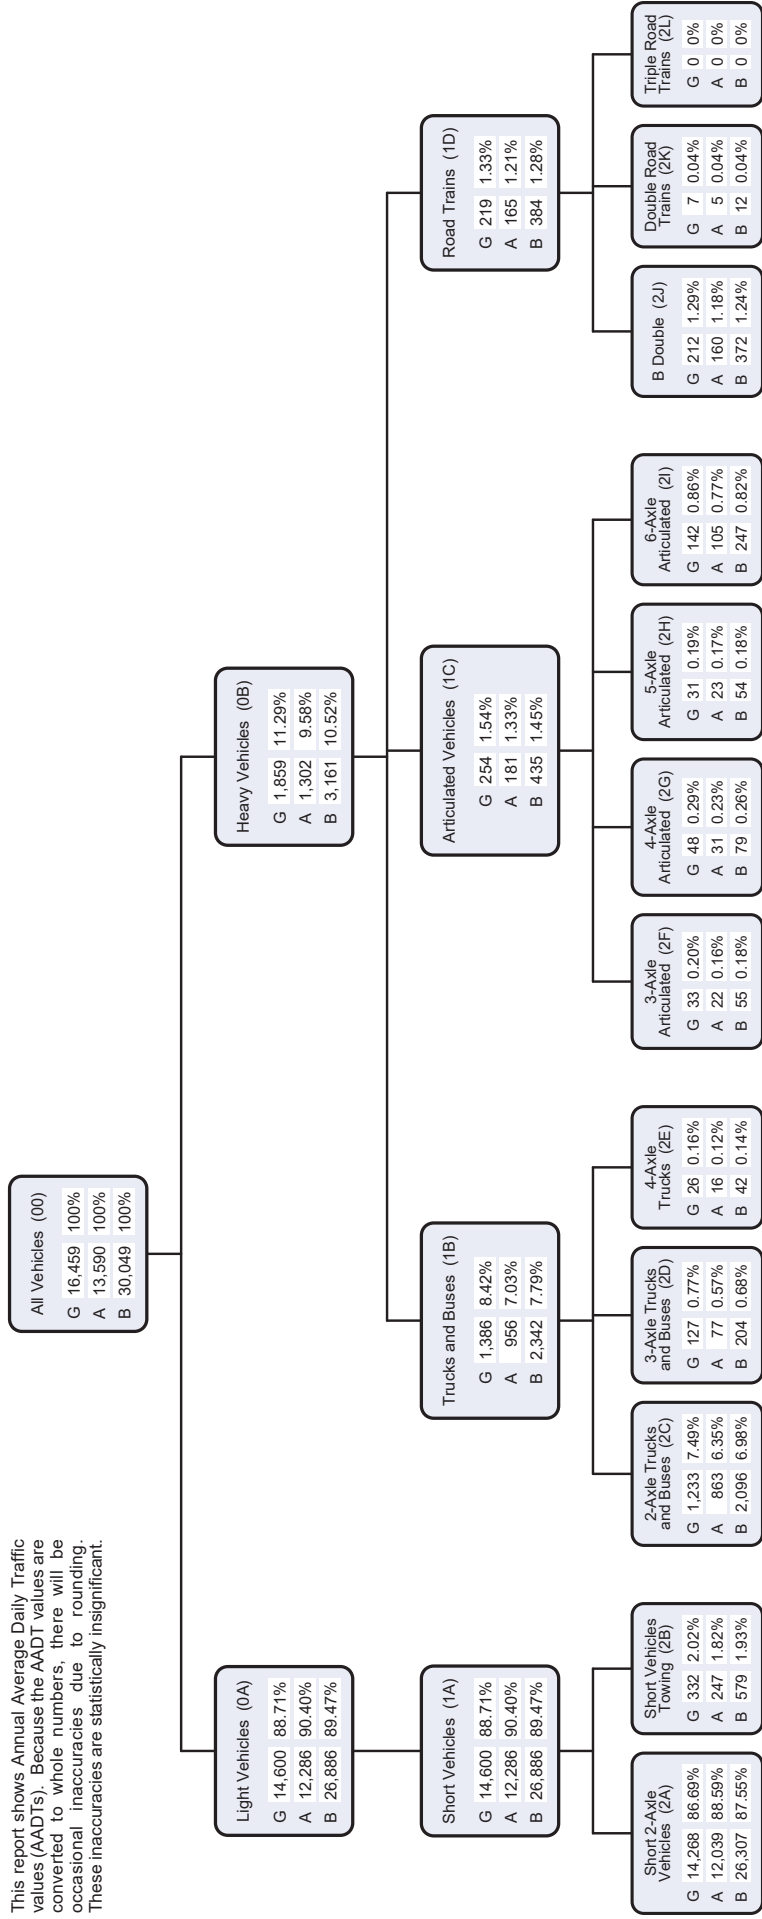 This report shows Annual Average Daily Traffic
values (AADTs). Because the AADT values are
converted to whole numbers, there will be
occasional inaccuracies due to rounding.
These inaccuracies are statistically insignificant.
All Vehicles (00)
G 16,459 100%
A 13,590 100%
B 30,049 100%
Light Vehicles (0A)
G 14,600 88.71%
A 12,286 90.40%
B 26,886 89.47%
Heavy Vehicles (0B)
G 1,859 11.29%
A 1,302 9.58%
B 3,161 10.52%
Short Vehicles (1A)
G 14,600 88.71%
A 12,286 90.40%
B 26,886 89.47%
Trucks and Buses (1B)
G 1,386 8.42%
A 956 7.03%
B 2,342 7.79%
Articulated Vehicles (1C)
G 254 1.54%
A 181 1.33%
B 435 1.45%
Road Trains (1D)
G 219 1.33%
A 165 1.21%
B 384 1.28%
Short 2-Axle
Vehicles (2A)
G 14,268 86.69%
A 12,039 88.59%
B 26,307 87.55%
Short Vehicles
Towing (2B)
G 332 2.02%
A 247 1.82%
B 579 1.93%
2-Axle Trucks
and Buses (2C)
G 1,233 7.49%
A 863 6.35%
B 2,096 6.98%
3-Axle Trucks
and Buses (2D)
G 127 0.77%
A 77 0.57%
B 204 0.68%
4-Axle
Trucks (2E)
G 26 0.16%
A 16 0.12%
B 42 0.14%
3-Axle
Articulated (2F)
G 33 0.20%
A 22 0.16%
B 55 0.18%
4-Axle
Articulated (2G)
G 48 0.29%
A 31 0.23%
B 79 0.26%
5-Axle
Articulated (2H)
G 31 0.19%
A 23 0.17%
B 54 0.18%
6-Axle
Articulated (2I)
G 142 0.86%
A 105 0.77%
B 247 0.82%
B Double (2J)
G 212 1.29%
A 160 1.18%
B 372 1.24%
Double Road
Trains (2K)
G 7 0.04%
A 5 0.04%
B 12 0.04%
Triple Road
Trains (2L)
G 0 0%
A 0 0%
B 0 0%